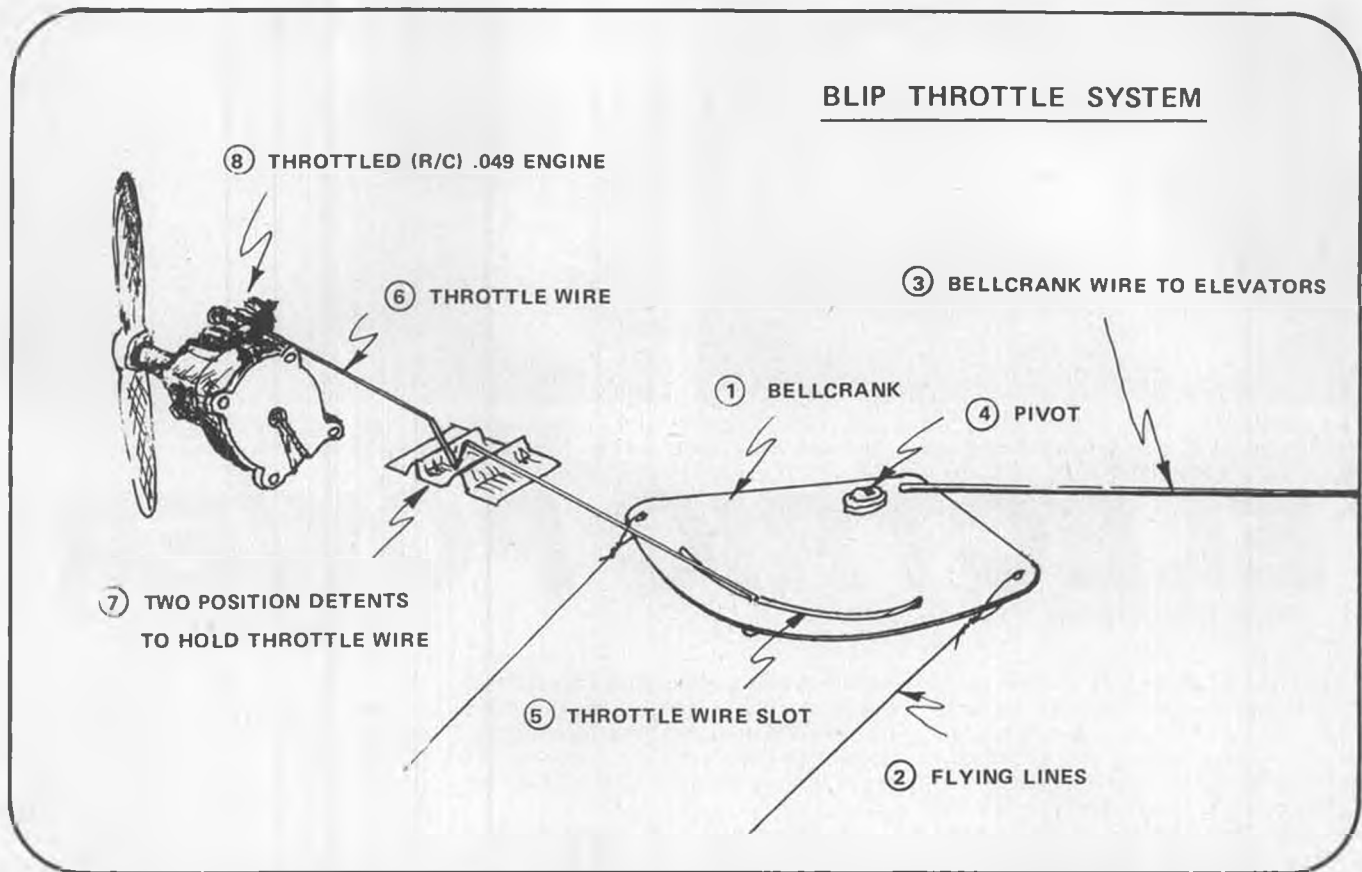 BLIP THROTTLE SYSTEM
⑧ THROTTLED (R/C) .049 ENGINE
⑥ THROTTLE WIRE
③ BELLCRANK WIRE TO ELEVATORS
① BELLCRANK
④ PIVOT
⑦ TWO POSITION DETENTS
TO HOLD THROTTLE WIRE
⑤ THROTTLE WIRE SLOT
② FLYING LINES